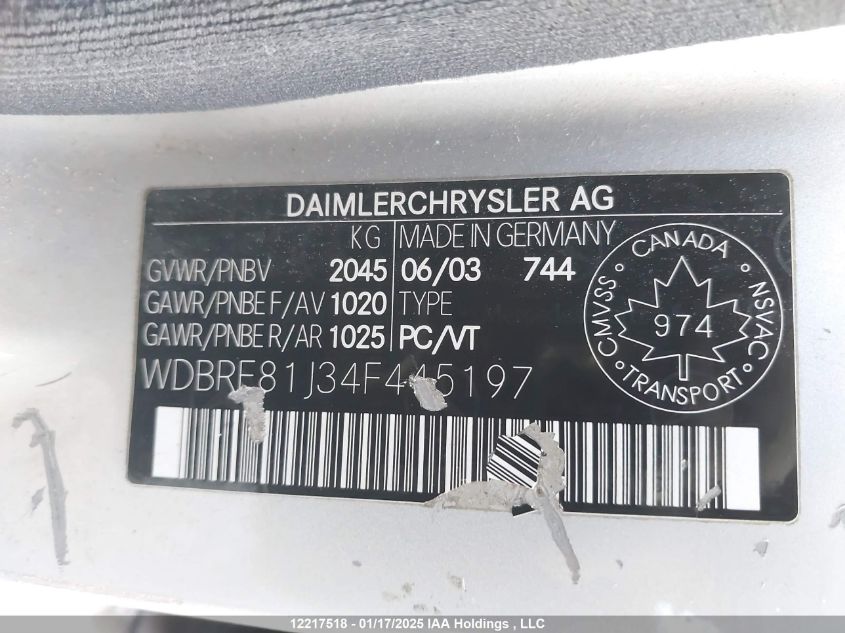 DAIMLERCHRYSLER AG
KG MADE IN GERMANY
GVWR/PNBV 2045 06/03 744
GAWR/PNBE F/AV 1020 TYPE
GAWR/PNBE R/AR 1025 PC/VT
WDBRF81J34F445197
CANADA
CMVSS 974 NSVAC
TRANSPORT
12217518 - 01/17/2025 IAA Holdings , LLC